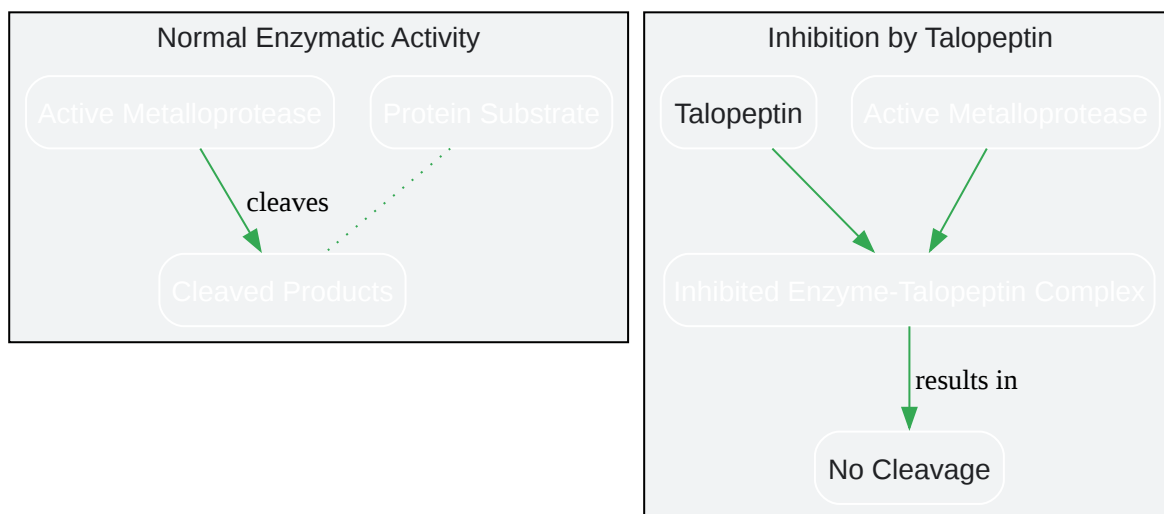 Normal Enzymatic Activity
Active Metalloprotease
Protein Substrate
cleaves
Cleaved Products
Inhibition by Talopeptin
Talopeptin
Active Metalloprotease
Inhibited Enzyme-Talopeptin Complex
results in
No Cleavage